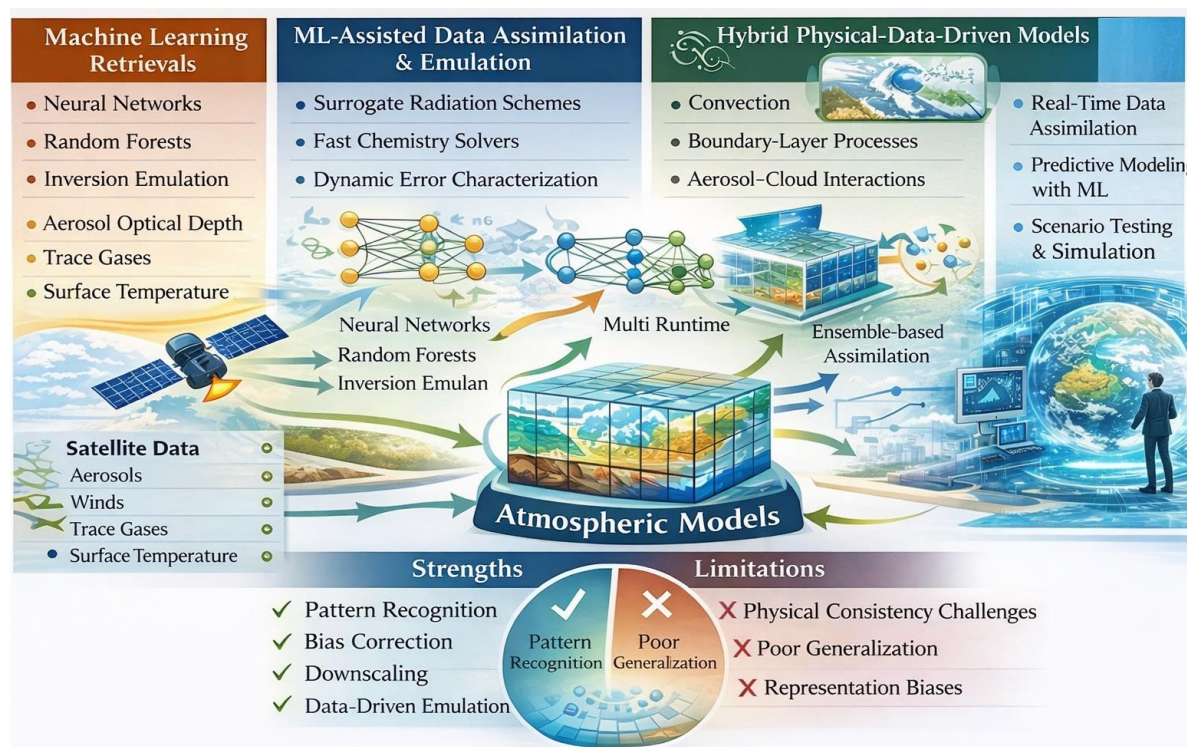 Machine Learning
Retrievals
Neural Networks
Random Forests
Inversion Emulation
Aerosol Optical Depth
Trace Gases
Surface Temperature
ML-Assisted Data Assimilation
& Emulation
Surrogate Radiation Schemes
Fast Chemistry Solvers
Dynamic Error Characterization
Hybrid Physical-Data-Driven Models
Convection
Boundary-Layer Processes
Aerosol–Cloud Interactions
Real-Time Data
Assimilation
Predictive Modeling
with ML
Scenario Testing
& Simulation
Neural Networks
Random Forests
Inversion Emulan
Multi Runtime
Ensemble-based
Assimilation
Satellite Data
Aerosols
Winds
Trace Gases
Surface Temperature
Atmospheric Models
Strengths
Pattern Recognition
Bias Correction
Downscaling
Data-Driven Emulation
Pattern
Recognition
Poor
Generalization
Limitations
Physical Consistency Challenges
Poor Generalization
Representation Biases